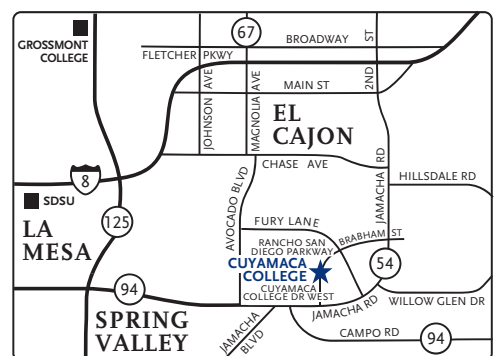 GROSSMONT
COLLEGE
67
BROADWAY
FLETCHER PKWY
2ND ST
JOHNSON AVE
MAGNOLIA AVE
MAIN ST
EL
CAJON
CHASE AVE
JAMACHA RD
8
SDSU
HILLSDALE RD
LA
MESA
125
AVOCADO BLVD
FURY LANE
RANCHO SAN
DIEGO PARKWAY
BRABHAM ST
CUYAMACA
COLLEGE
54
94
CUYAMACA
COLLEGE DR WEST
JAMACHA RD
WILLOW GLEN DR
SPRING
VALLEY
JAMACHA
BLVD
CAMPO RD
94